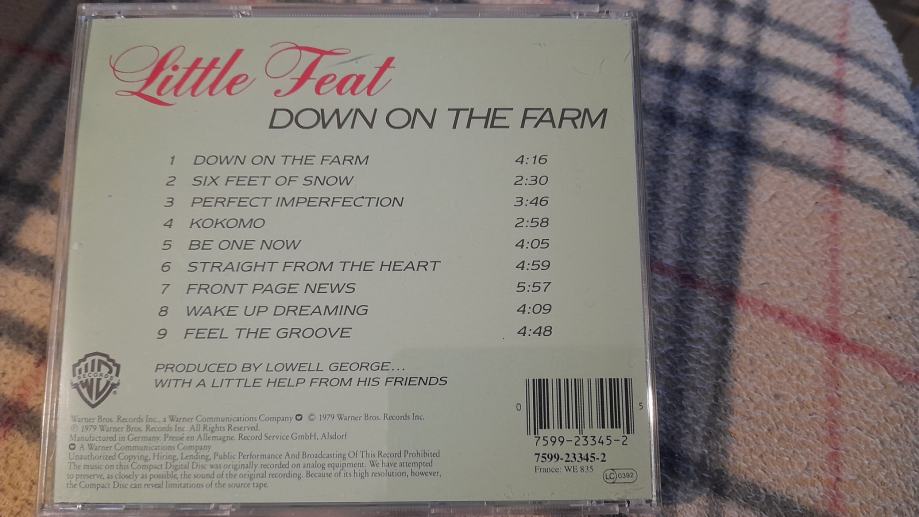 Little Feat
DOWN ON THE FARM
1 DOWN ON THE FARM 4:16
2 SIX FEET OF SNOW 2:30
3 PERFECT IMPERFECTION 3:46
4 KOKOMO 2:58
5 BE ONE NOW 4:05
6 STRAIGHT FROM THE HEART 4:59
7 FRONT PAGE NEWS 5:57
8 WAKE UP DREAMING 4:09
9 FEEL THE GROOVE 4:48
PRODUCED BY LOWELL GEORGE...
WITH A LITTLE HELP FROM HIS FRIENDS
WB
RECORDS
Warner Bros. Records Inc., a Warner Communications Company © 1979 Warner Bros. Records Inc.
℗ 1979 Warner Bros. Records Inc. All Rights Reserved.
Manufactured in Germany. Pressé en Allemagne. Record Service GmbH, Alsdorf
A Warner Communications Company
Unauthorized Copying, Hiring, Lending, Public Performance And Broadcasting Of This Record Prohibited
The music on this Compact Digital Disc was originally recorded on analog equipment. We have attempted
to preserve, as closely as possible, the sound of the original recording. Because of its high resolution, however,
the Compact Disc can reveal limitations of the source tape.
0 5
7599-23345-2
7599-23345-2
France: WE 835
LC 0392